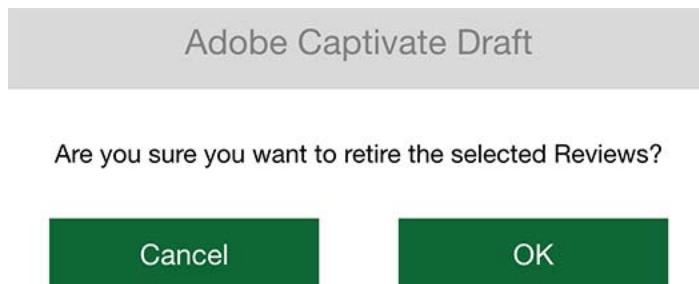 Adobe Captivate Draft
Are you sure you want to retire the selected Reviews?
Cancel
OK